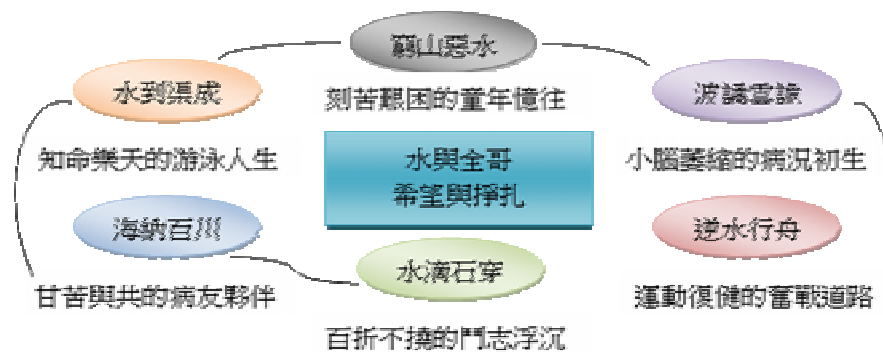 窮山惡水
刻苦艱困的童年憶往
水到渠成
知命樂天的游泳人生
波譎雲詭
小腦萎縮的病況初生
水與全哥
希望與掙扎
海納百川
甘苦與共的病友夥伴
逆水行舟
運動復健的奮戰道路
水滴石穿
百折不撓的鬥志浮沉